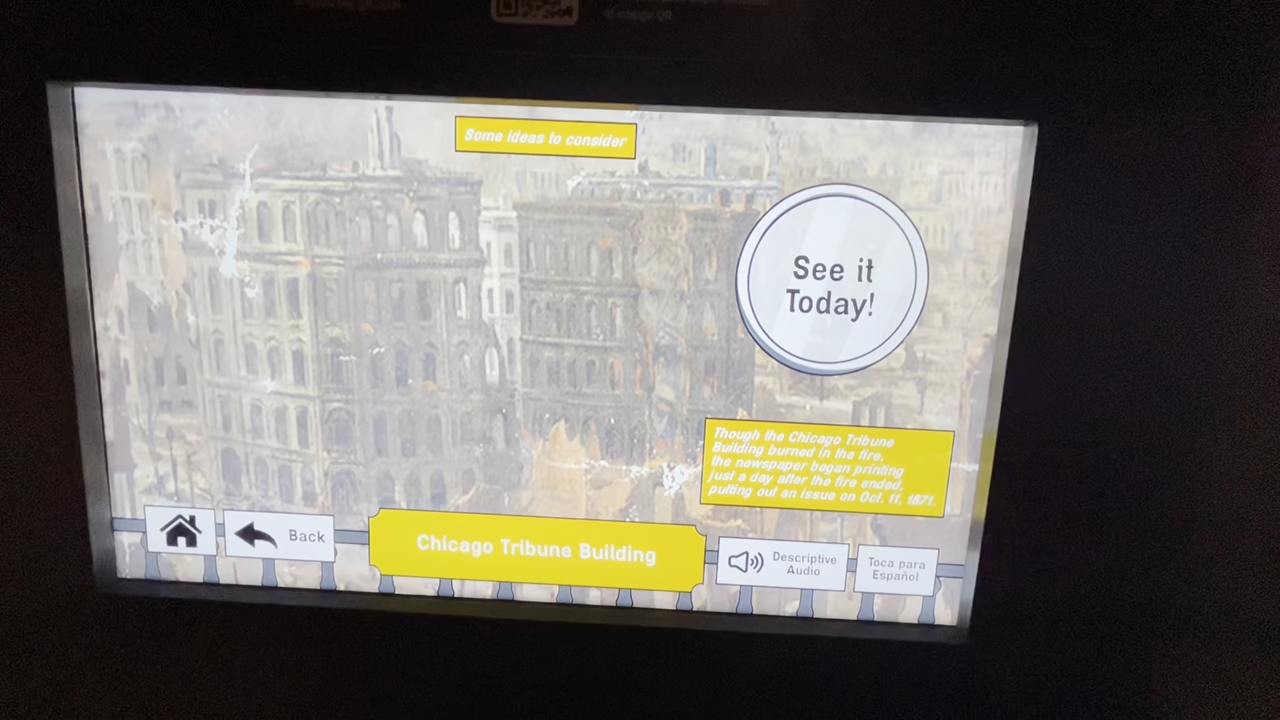 Some ideas to consider
See it
Today!
Though the Chicago Tribune
Building burned in the fire,
the newspaper began printing
just a day after the fire ended,
putting out an issue on Oct. 11, 1871.
Back
Chicago Tribune Building
Descriptive
Audio
Toca para
Español